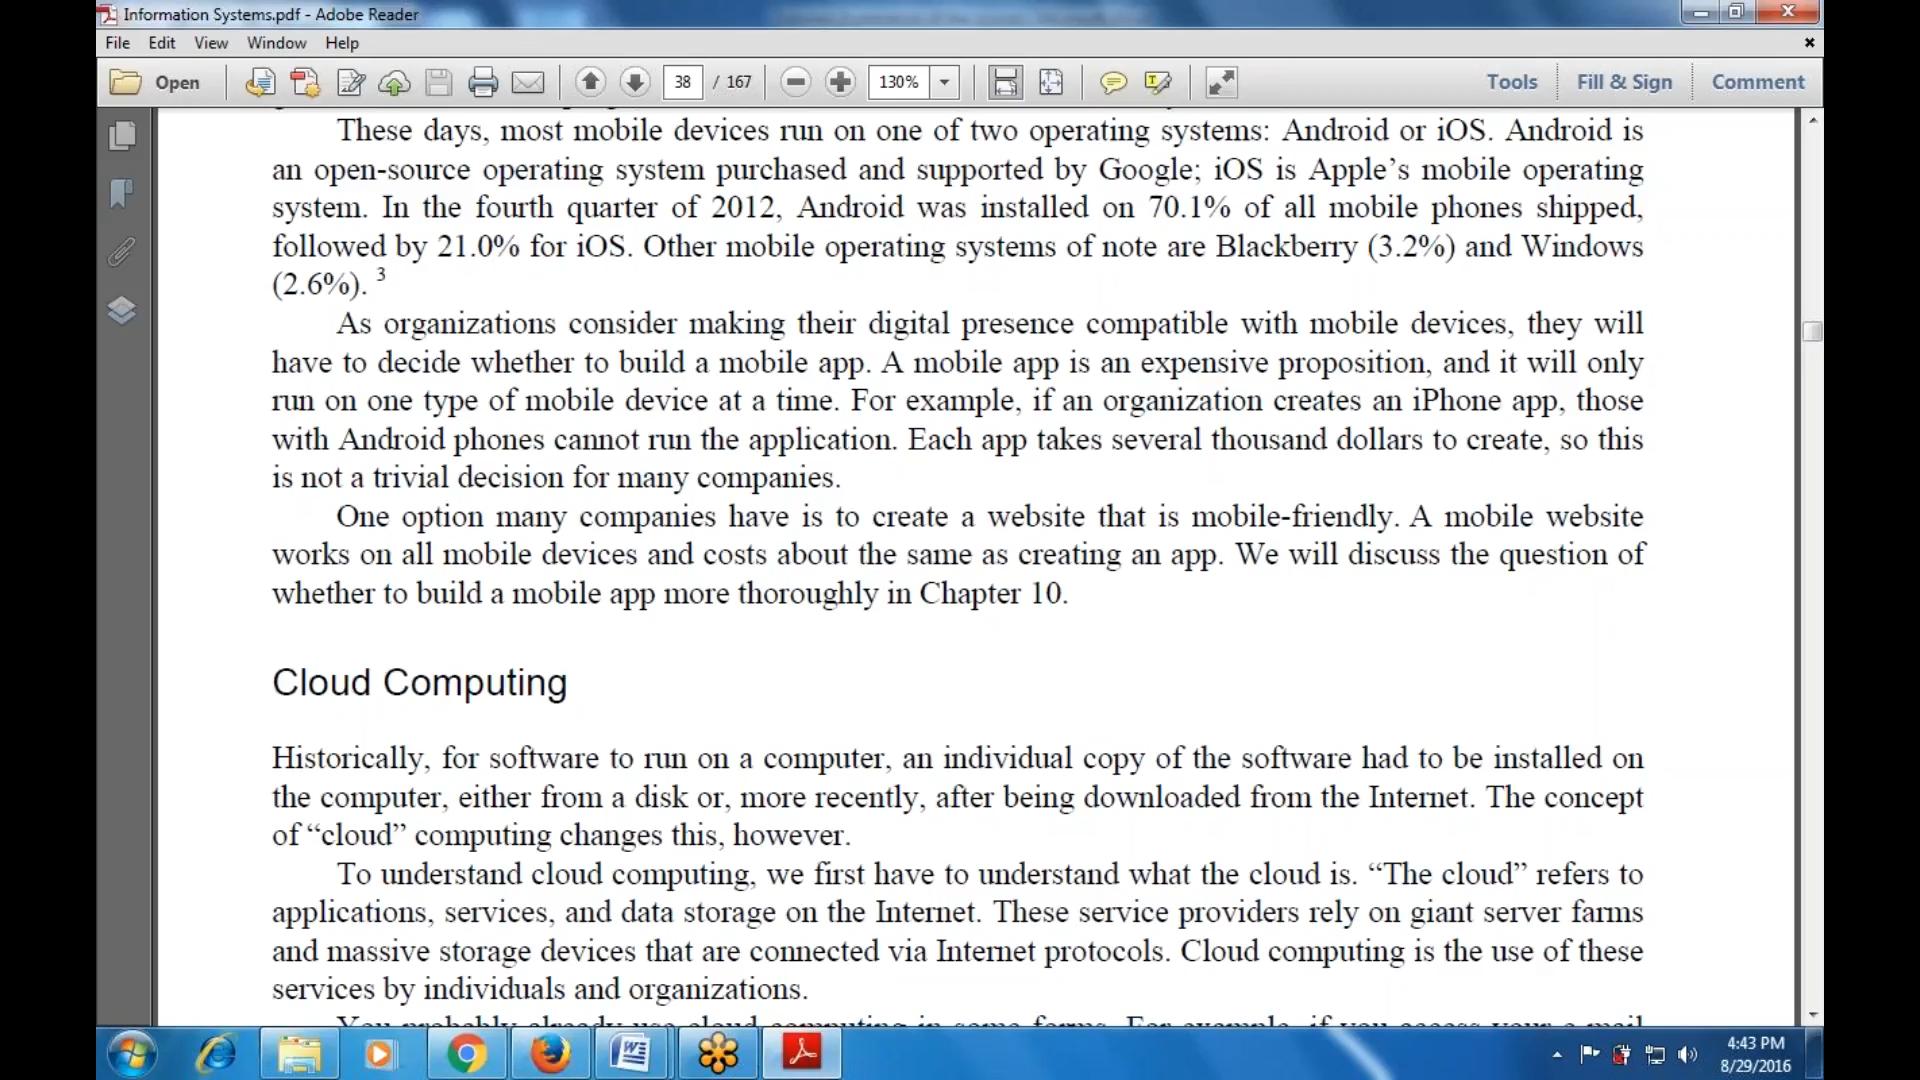 Information Systems.pdf - Adobe Reader
File Edit View Window Help
Open 38 / 167 130% Tools Fill & Sign Comment
These days, most mobile devices run on one of two operating systems: Android or iOS. Android is
an open-source operating system purchased and supported by Google; iOS is Apple’s mobile operating
system. In the fourth quarter of 2012, Android was installed on 70.1% of all mobile phones shipped,
followed by 21.0% for iOS. Other mobile operating systems of note are Blackberry (3.2%) and Windows
(2.6%). 3
As organizations consider making their digital presence compatible with mobile devices, they will
have to decide whether to build a mobile app. A mobile app is an expensive proposition, and it will only
run on one type of mobile device at a time. For example, if an organization creates an iPhone app, those
with Android phones cannot run the application. Each app takes several thousand dollars to create, so this
is not a trivial decision for many companies.
One option many companies have is to create a website that is mobile-friendly. A mobile website
works on all mobile devices and costs about the same as creating an app. We will discuss the question of
whether to build a mobile app more thoroughly in Chapter 10.
Cloud Computing
Historically, for software to run on a computer, an individual copy of the software had to be installed on
the computer, either from a disk or, more recently, after being downloaded from the Internet. The concept
of “cloud” computing changes this, however.
To understand cloud computing, we first have to understand what the cloud is. “The cloud” refers to
applications, services, and data storage on the Internet. These service providers rely on giant server farms
and massive storage devices that are connected via Internet protocols. Cloud computing is the use of these
services by individuals and organizations.
You probably already use cloud computing in some forms. For example, if you access your e-mail
4:43 PM
8/29/2016